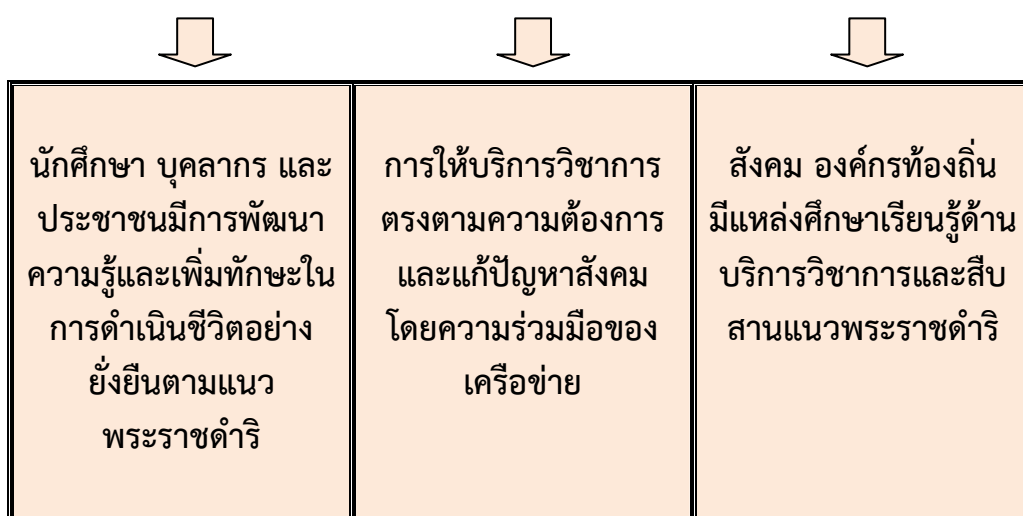 นักศึกษา บุคลากร และ
ประชาชนมีการพัฒนา
ความรู้และเพิ่มทักษะใน
การดำเนินชีวิตอย่าง
ยั่งยืนตามแนว
พระราชดำริ
การให้บริการวิชาการ
ตรงตามความต้องการ
และแก้ปัญหาสังคม
โดยความร่วมมือของ
เครือข่าย
สังคม องค์กรท้องถิ่น
มีแหล่งศึกษาเรียนรู้ด้าน
บริการวิชาการและสืบ
สานแนวพระราชดำริ